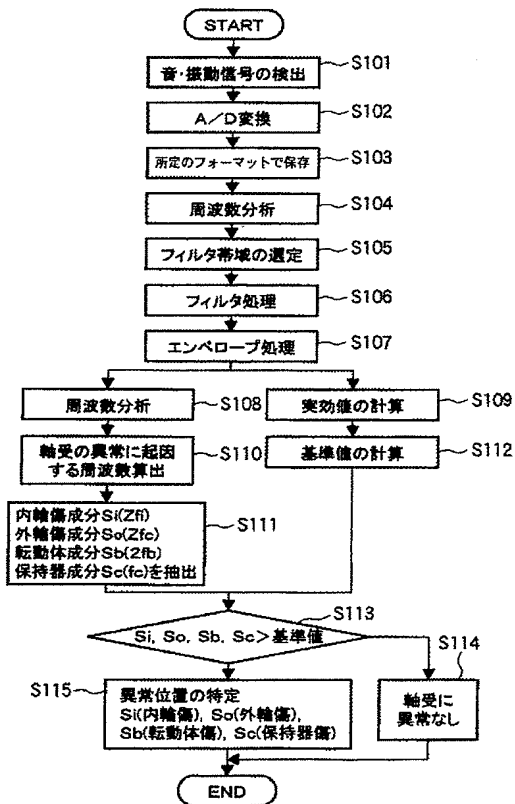 START
音・振動信号の検出
S101
A/D変換
S102
所定のフォーマットで保存
S103
周波数分析
S104
フィルタ帯域の選定
S105
フィルタ処理
S106
エンベロープ処理
S107
周波数分析
S108
実効値の計算
S109
軸受の異常に起因
する周波数算出
S110
基準値の計算
S112
内輪傷成分Si(Zfi)
外輪傷成分So(Zfc)
転動体成分Sb(2fb)
保持器成分Sc(fc)を抽出
S111
Si, So, Sb, Sc>基準値
S113
S114
軸受に
異常なし
S115
異常位置の特定
Si(内輪傷), So(外輪傷),
Sb(転動体傷), Sc(保持器傷)
END